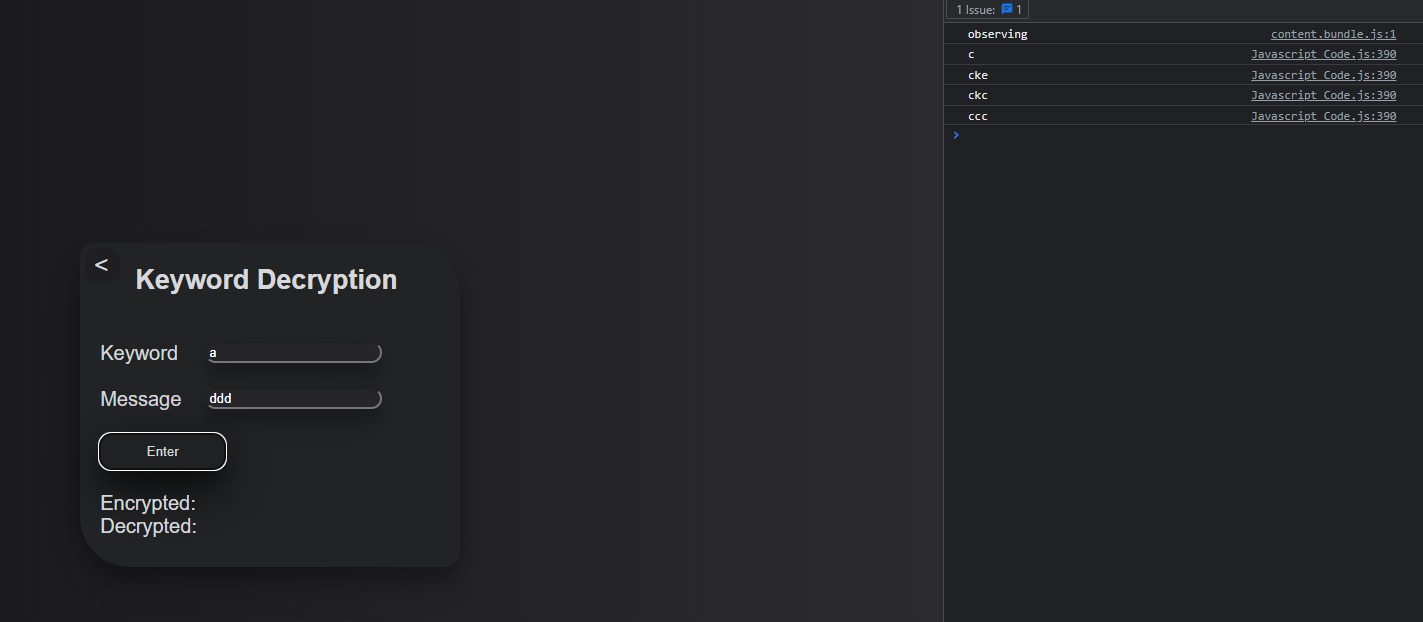 <
Keyword Decryption
Keyword a
Message ddd
Enter
Encrypted:
Decrypted:
1 Issue: 1
observing content.bundle.js:1
c Javascript Code.js:390
cke Javascript Code.js:390
ckc Javascript Code.js:390
ccc Javascript Code.js:390
>